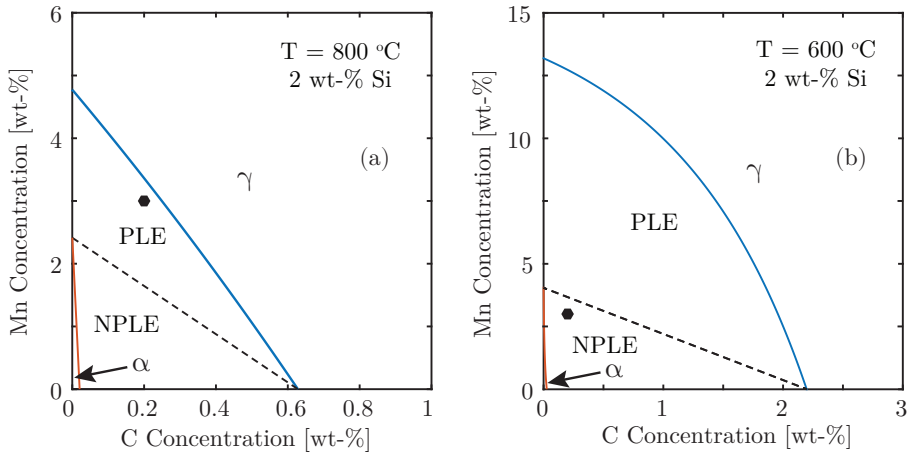 6
4
2
0
Mn Concentration [wt-%]
T = 800 °C
2 wt-% Si
(a)
γ
PLE
NPLE
α
0
0.2
0.4
0.6
0.8
1
C Concentration [wt-%]
15
10
5
0
Mn Concentration [wt-%]
T = 600 °C
2 wt-% Si
(b)
γ
PLE
NPLE
α
0
1
2
3
C Concentration [wt-%]